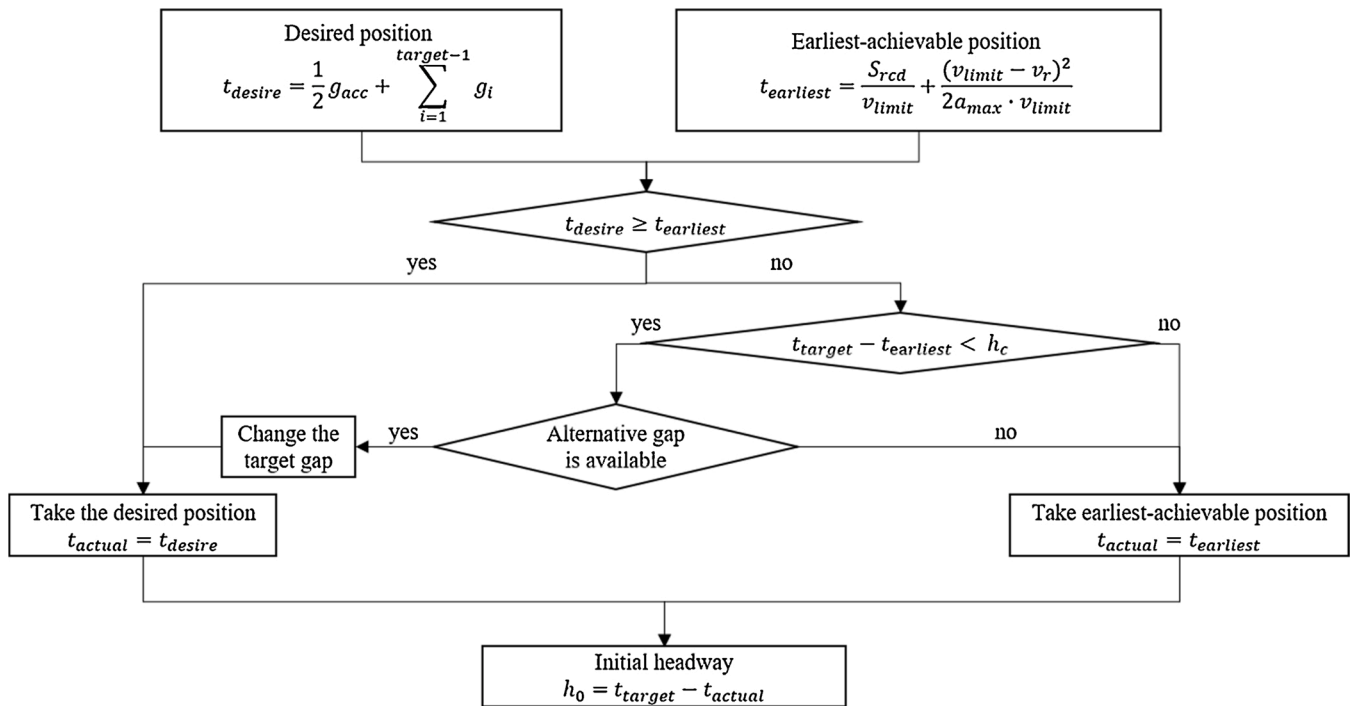 Desired position
t_desire = 1/2 g_acc + ∑_{i=1}^{target−1} g_i
Earliest-achievable position
t_earliest = S_rcd/v_limit + (v_limit − v_r)²/(2a_max · v_limit)
t_desire ≥ t_earliest
yes
no
yes
no
t_target − t_earliest < h_c
Change the
target gap
yes
Alternative gap
is available
no
Take the desired position
t_actual = t_desire
Take earliest-achievable position
t_actual = t_earliest
Initial headway
h_0 = t_target − t_actual